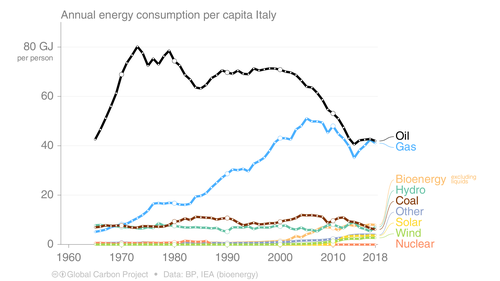 Annual energy consumption per capita Italy
80 GJ
per person
60
40
20
0
1960
1970
1980
1990
2000
2010
2018
Oil
Gas
Bioenergy excluding liquids
Hydro
Coal
Other
Solar
Wind
Nuclear
Global Carbon Project • Data: BP, IEA (bioenergy)